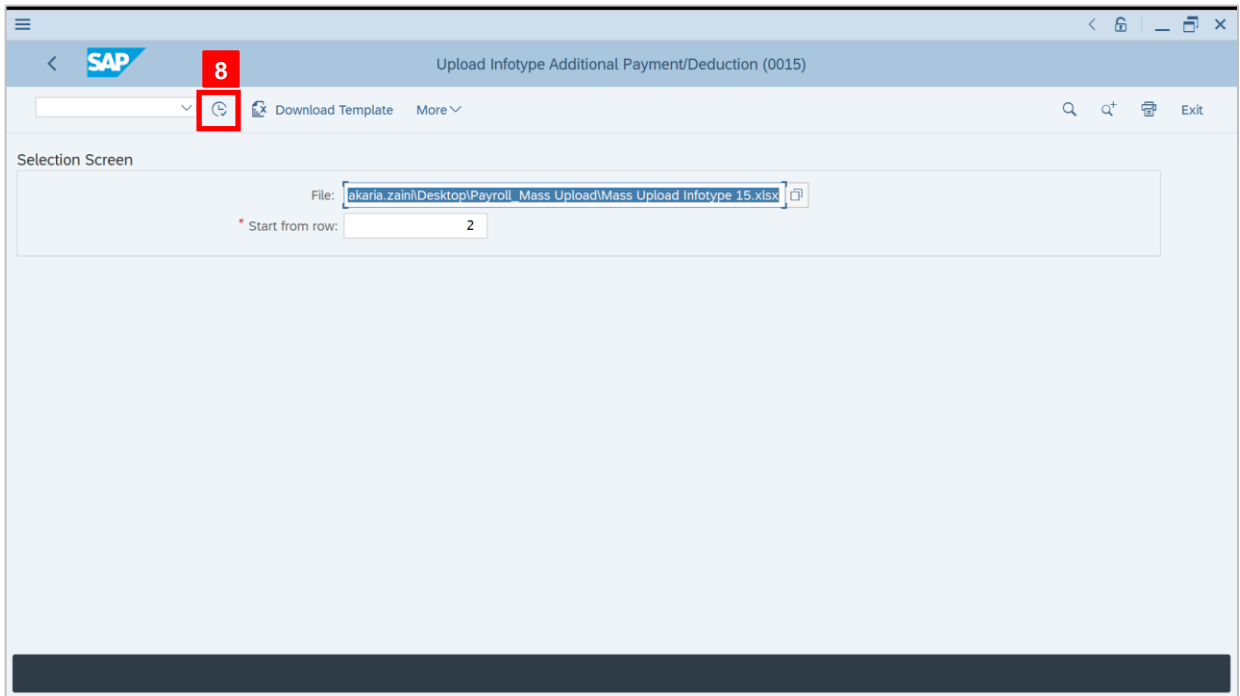 SAP
8
Upload Infotype Additional Payment/Deduction (0015)
Download Template More Exit
Selection Screen
File: akaria.zaini\Desktop\Payroll_Mass Upload\Mass Upload Infotype 15.xlsx
* Start from row: 2